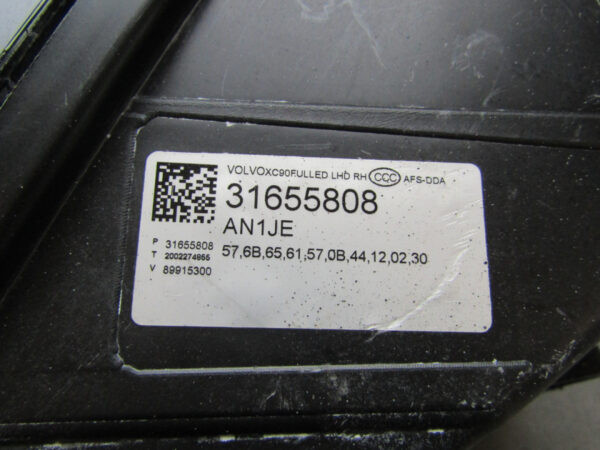 VOLVOXC90FULLED LHD RH CCC AFS-DDA
31655808
AN1JE
57,6B,65,61,57,0B,44,12,02,30
P 31655808
T 2002274865
V 89915300